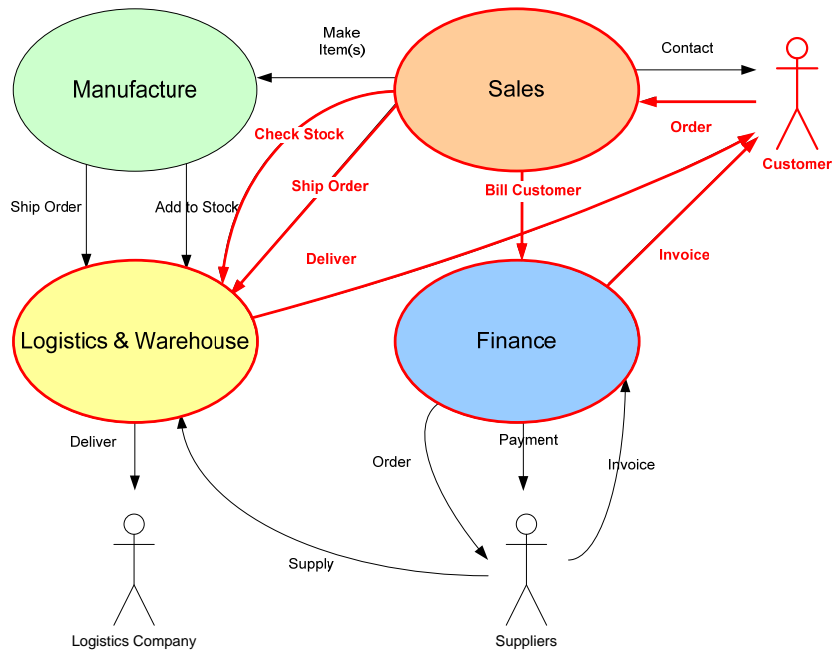 Make
Item(s)
Contact
Manufacture
Sales
Check Stock
Order
Customer
Ship Order
Bill Customer
Ship Order
Add to Stock
Deliver
Invoice
Logistics & Warehouse
Finance
Deliver
Payment
Order
Invoice
Supply
Logistics Company
Suppliers